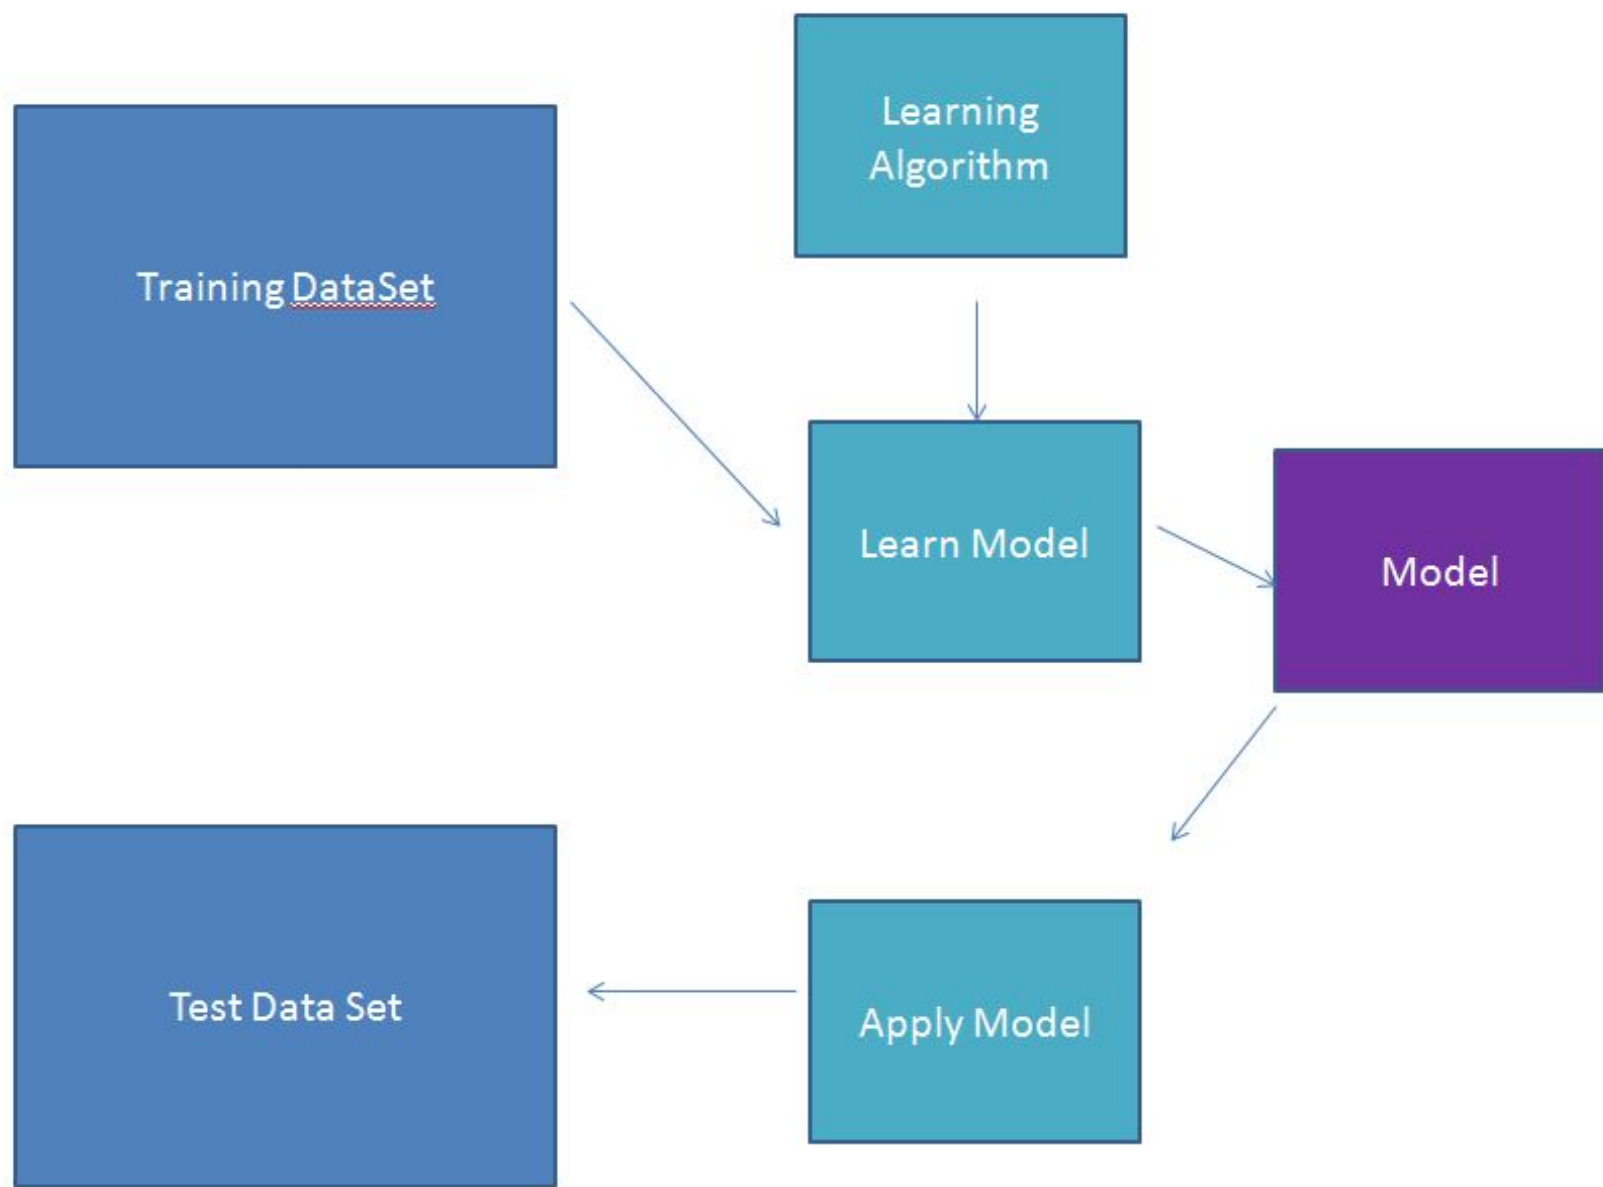 Learning
Algorithm
Training DataSet
Learn Model
Model
Test Data Set
Apply Model